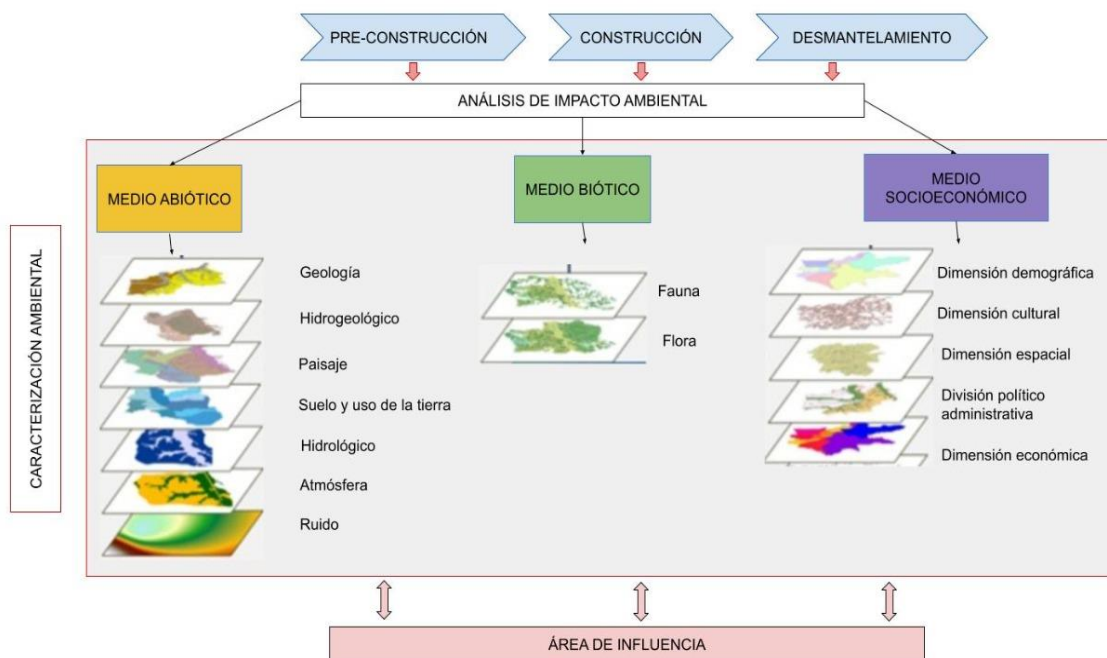 PRE-CONSTRUCCIÓN
CONSTRUCCIÓN
DESMANTELAMIENTO
ANÁLISIS DE IMPACTO AMBIENTAL
CARACTERIZACIÓN AMBIENTAL
MEDIO ABIÓTICO
Geología
Hidrogeológico
Paisaje
Suelo y uso de la tierra
Hidrológico
Atmósfera
Ruido
MEDIO BIÓTICO
Fauna
Flora
MEDIO
SOCIOECONÓMICO
Dimensión demográfica
Dimensión cultural
Dimensión espacial
División político
administrativa
Dimensión económica
ÁREA DE INFLUENCIA